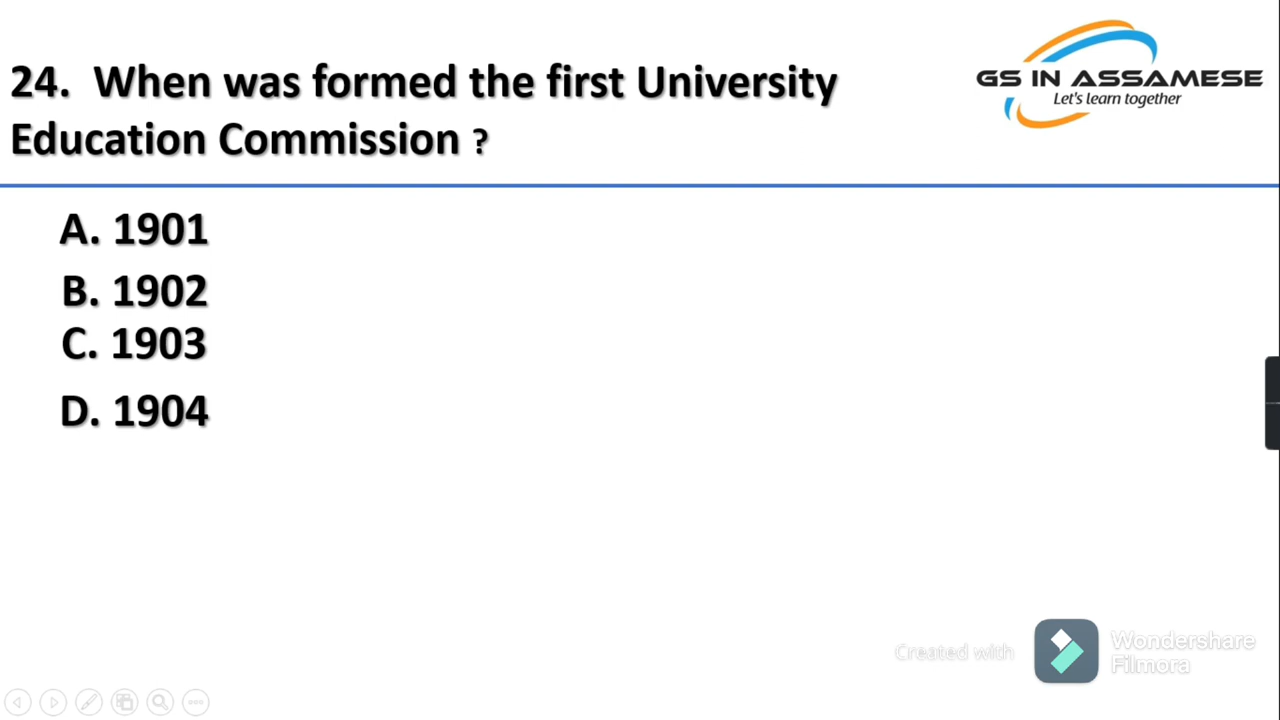 24. When was formed the first University
Education Commission ?
GS IN ASSAMESE
Let's learn together
A. 1901
B. 1902
C. 1903
D. 1904
Created with
Wondershare
Filmora